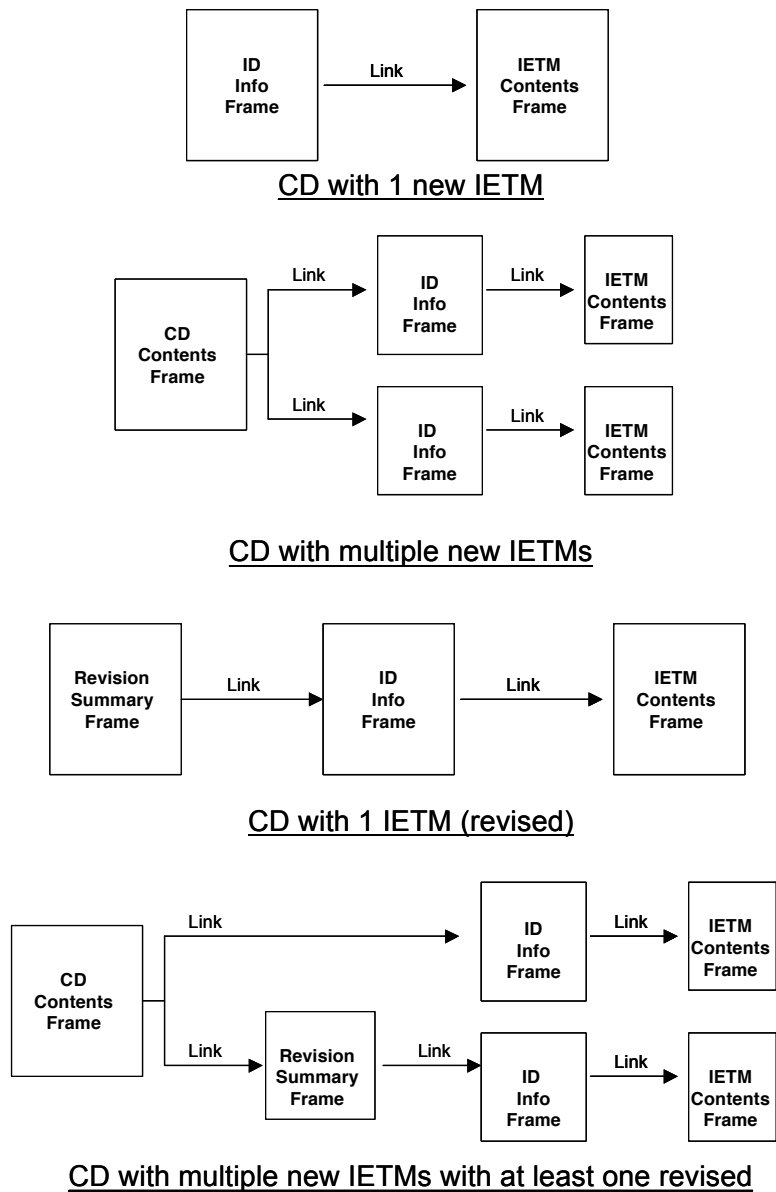 ID
Info
Frame
Link
IETM
Contents
Frame
CD with 1 new IETM
CD
Contents
Frame
Link
ID
Info
Frame
Link
IETM
Contents
Frame
Link
ID
Info
Frame
Link
IETM
Contents
Frame
CD with multiple new IETMs
Revision
Summary
Frame
Link
ID
Info
Frame
Link
IETM
Contents
Frame
CD with 1 IETM (revised)
CD
Contents
Frame
Link
ID
Info
Frame
Link
IETM
Contents
Frame
Link
Revision
Summary
Frame
Link
ID
Info
Frame
Link
IETM
Contents
Frame
CD with multiple new IETMs with at least one revised